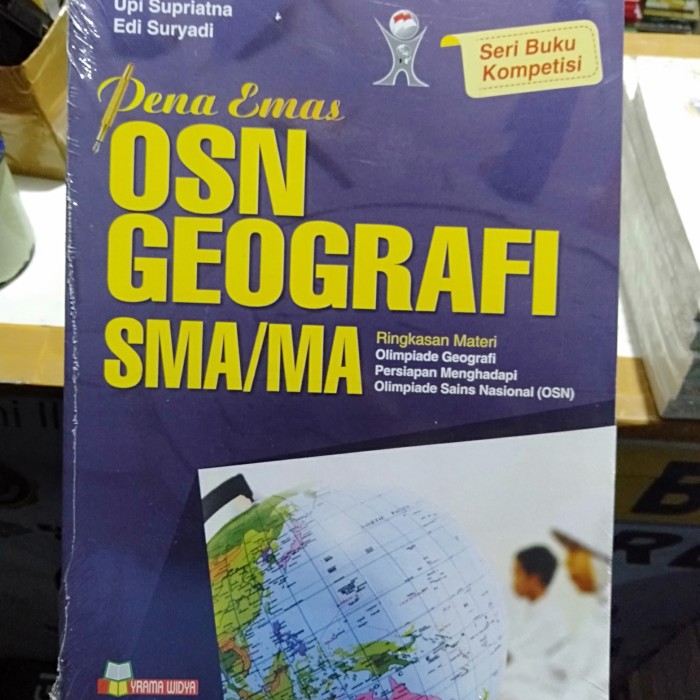 Upi Supriatna
Edi Suryadi
Seri Buku
Kompetisi
Pena Emas
OSN
GEOGRAFI
SMA/MA
Ringkasan Materi
Olimpiade Geografi
Persiapan Menghadapi
Olimpiade Sains Nasional (OSN)
YRAMA WIDYA